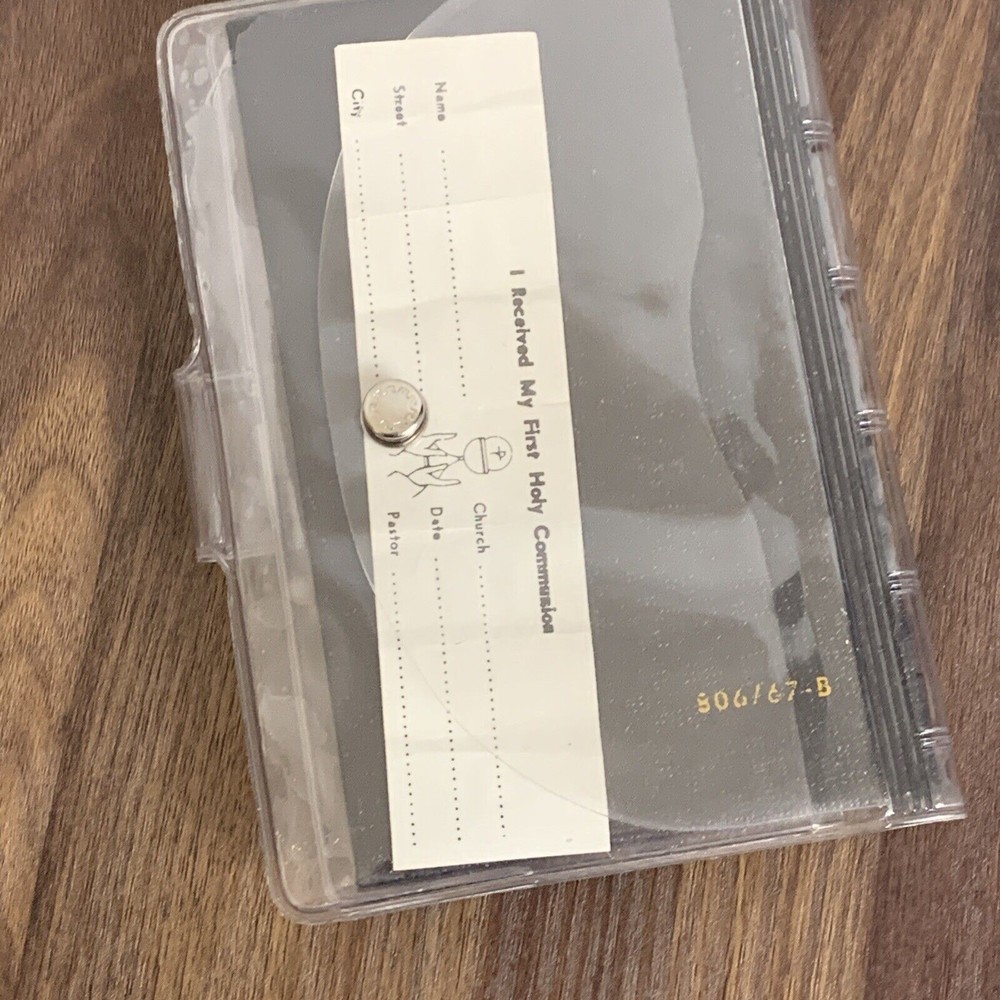 I Received My First Holy Communion
Name
Street
City
Church
Date
Pastor
806/67-B